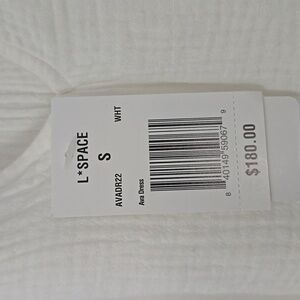 L*SPACE
S
AVADR22 WHT
Ava Dress
8 40149 59067 9
$180.00